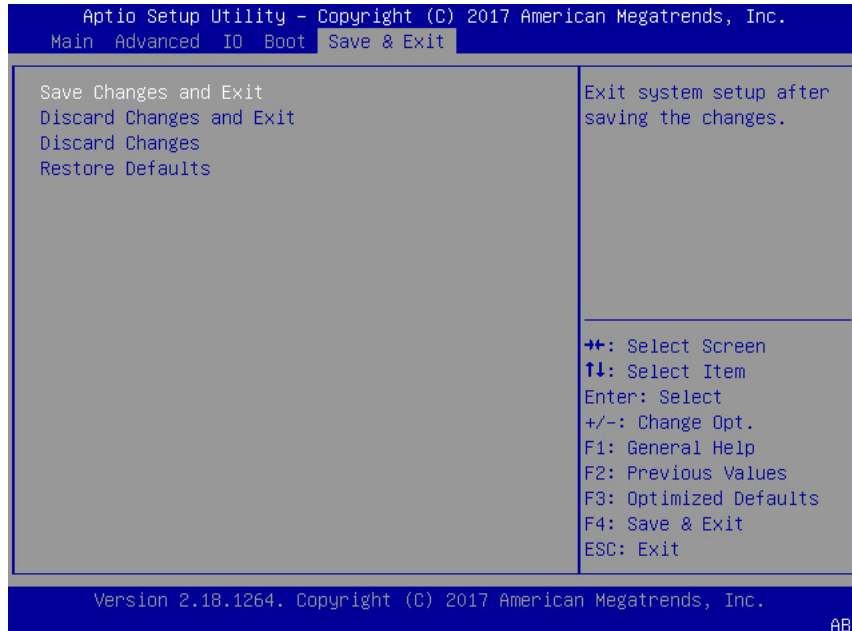 Aptio Setup Utility – Copyright (C) 2017 American Megatrends, Inc.
Main Advanced IO Boot Save & Exit
Save Changes and Exit
Discard Changes and Exit
Discard Changes
Restore Defaults
Exit system setup after
saving the changes.
→←: Select Screen
↑↓: Select Item
Enter: Select
+/-: Change Opt.
F1: General Help
F2: Previous Values
F3: Optimized Defaults
F4: Save & Exit
ESC: Exit
Version 2.18.1264. Copyright (C) 2017 American Megatrends, Inc.
AB